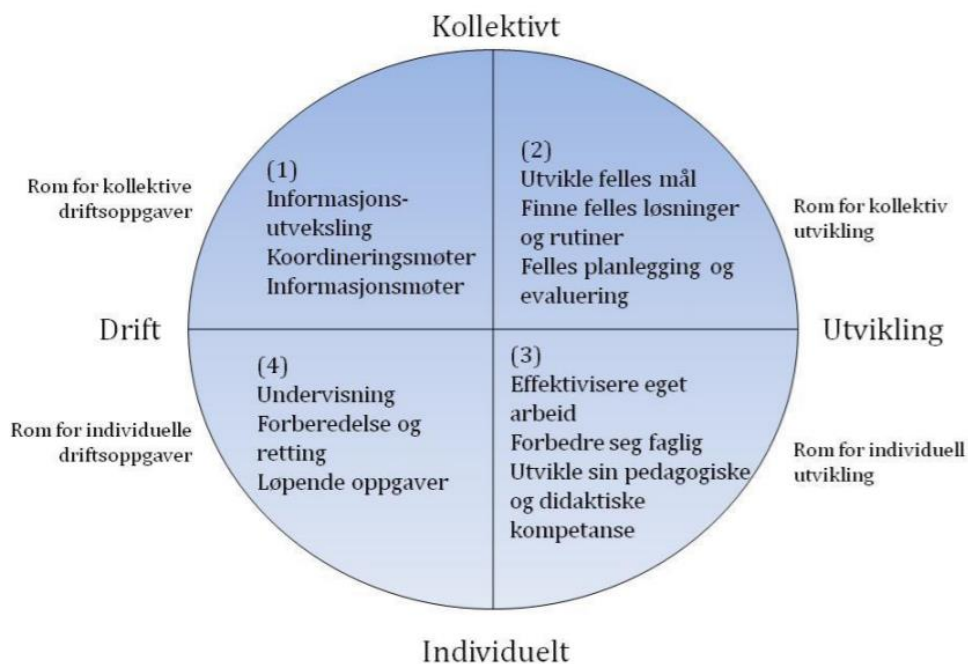 Kollektivt
Rom for kollektive
driftsoppgaver
(1)
Informasjons-
utveksling
Koordineringsmøter
Informasjonsmøter
(2)
Utvikle felles mål
Finne felles løsninger
og rutiner
Felles planlegging og
evaluering
Rom for kollektiv
utvikling
Drift
Utvikling
Rom for individuelle
driftsoppgaver
(4)
Undervisning
Forberedelse og
retting
Løpende oppgaver
(3)
Effektivisere eget
arbeid
Forbedre seg faglig
Utvikle sin pedagogiske
og didaktiske
kompetanse
Rom for individuell
utvikling
Individuelt